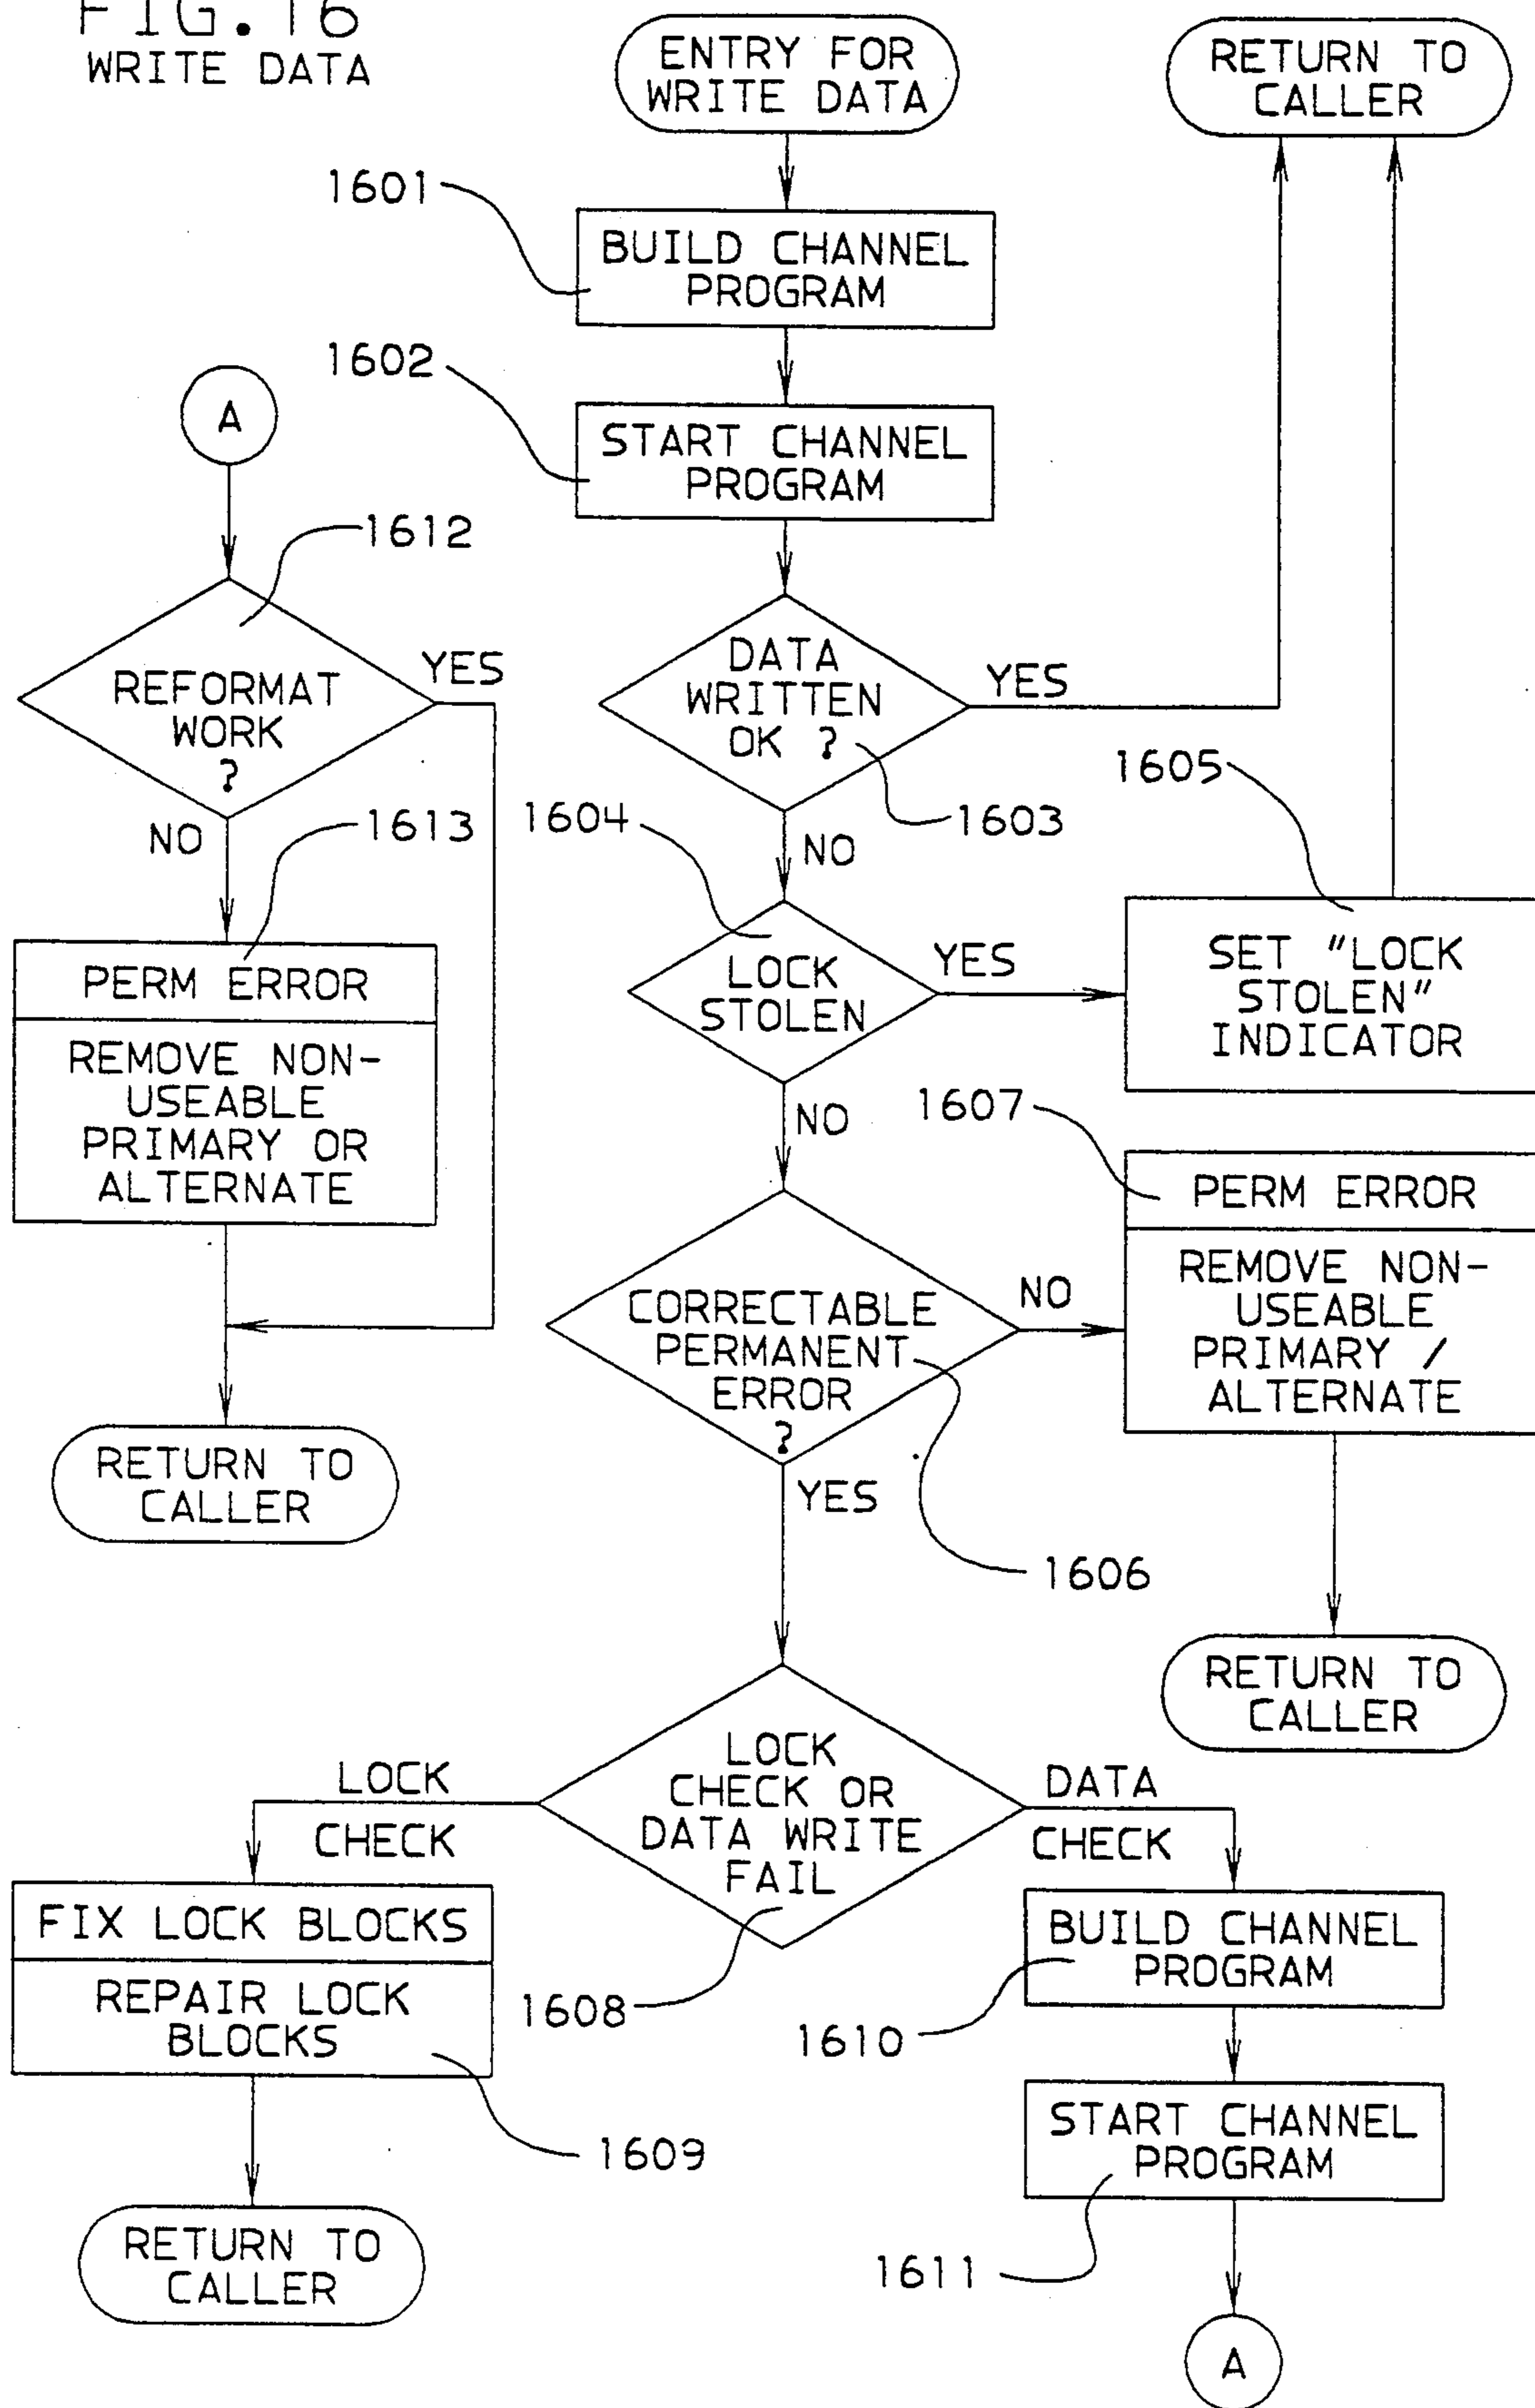 FIG. 16
WRITE DATA
ENTRY FOR
WRITE DATA
RETURN TO
CALLER
1601
BUILD CHANNEL
PROGRAM
1602
START CHANNEL
PROGRAM
A
1612
REFORMAT
WORK
?
YES
NO
1613
PERM ERROR
REMOVE NON-
USEABLE
PRIMARY OR
ALTERNATE
RETURN TO
CALLER
DATA
WRITTEN
OK ?
YES
1603
NO
1604
LOCK
STOLEN
YES
1605
SET "LOCK
STOLEN"
INDICATOR
NO
1607
PERM ERROR
REMOVE NON-
USEABLE
PRIMARY /
ALTERNATE
CORRECTABLE
PERMANENT
ERROR
?
NO
YES
1606
RETURN TO
CALLER
LOCK
CHECK OR
DATA WRITE
FAIL
LOCK
CHECK
DATA
CHECK
1608
FIX LOCK BLOCKS
REPAIR LOCK
BLOCKS
1609
RETURN TO
CALLER
BUILD CHANNEL
PROGRAM
1610
START CHANNEL
PROGRAM
1611
A